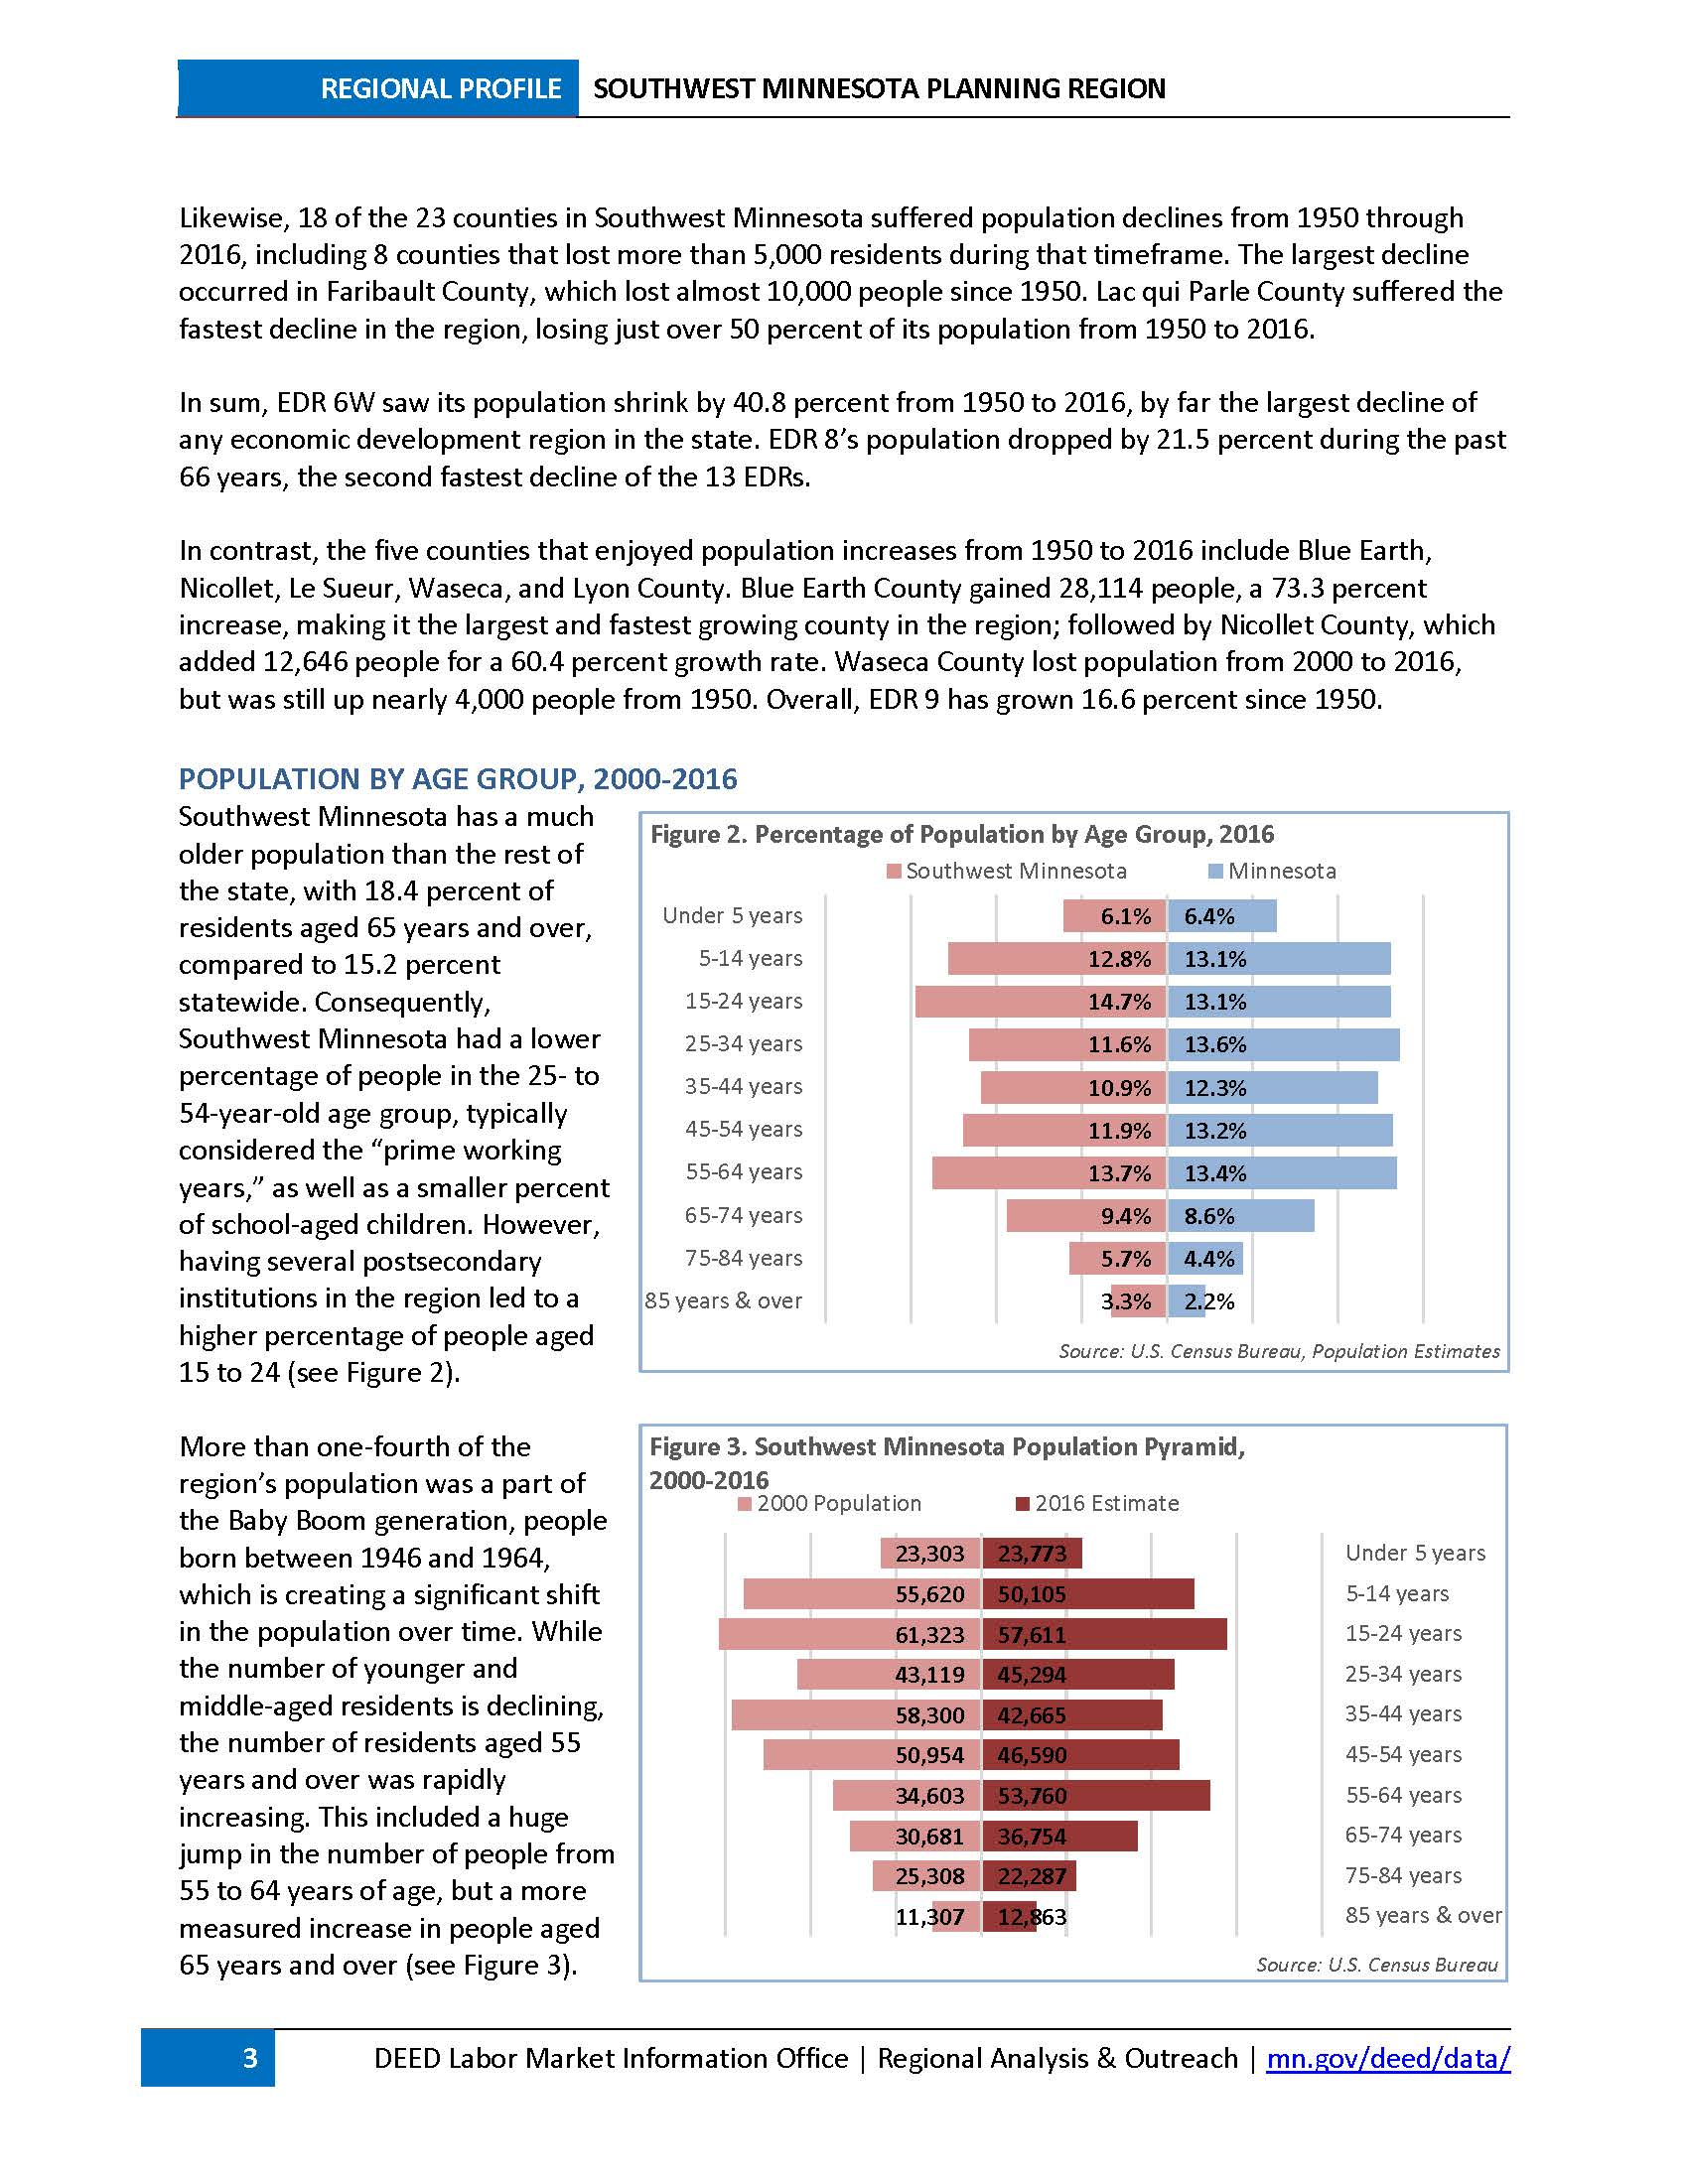 REGIONAL PROFILE SOUTHWEST MINNESOTA PLANNING REGION
Likewise, 18 of the 23 counties in Southwest Minnesota suffered population declines from 1950 through
2016, including 8 counties that lost more than 5,000 residents during that timeframe. The largest decline
occurred in Faribault County, which lost almost 10,000 people since 1950. Lac qui Parle County suffered the
fastest decline in the region, losing just over 50 percent of its population from 1950 to 2016.
In sum, EDR 6W saw its population shrink by 40.8 percent from 1950 to 2016, by far the largest decline of
any economic development region in the state. EDR 8’s population dropped by 21.5 percent during the past
66 years, the second fastest decline of the 13 EDRs.
In contrast, the five counties that enjoyed population increases from 1950 to 2016 include Blue Earth,
Nicollet, Le Sueur, Waseca, and Lyon County. Blue Earth County gained 28,114 people, a 73.3 percent
increase, making it the largest and fastest growing county in the region; followed by Nicollet County, which
added 12,646 people for a 60.4 percent growth rate. Waseca County lost population from 2000 to 2016,
but was still up nearly 4,000 people from 1950. Overall, EDR 9 has grown 16.6 percent since 1950.
POPULATION BY AGE GROUP, 2000-2016
Southwest Minnesota has a much
older population than the rest of
the state, with 18.4 percent of
residents aged 65 years and over,
compared to 15.2 percent
statewide. Consequently,
Southwest Minnesota had a lower
percentage of people in the 25- to
54-year-old age group, typically
considered the “prime working
years,” as well as a smaller percent
of school-aged children. However,
having several postsecondary
institutions in the region led to a
higher percentage of people aged
15 to 24 (see Figure 2).
Figure 2. Percentage of Population by Age Group, 2016
Southwest Minnesota Minnesota
Under 5 years 6.1% 6.4%
5-14 years 12.8% 13.1%
15-24 years 14.7% 13.1%
25-34 years 11.6% 13.6%
35-44 years 10.9% 12.3%
45-54 years 11.9% 13.2%
55-64 years 13.7% 13.4%
65-74 years 9.4% 8.6%
75-84 years 5.7% 4.4%
85 years & over 3.3% 2.2%
Source: U.S. Census Bureau, Population Estimates
More than one-fourth of the
region’s population was a part of
the Baby Boom generation, people
born between 1946 and 1964,
which is creating a significant shift
in the population over time. While
the number of younger and
middle-aged residents is declining,
the number of residents aged 55
years and over was rapidly
increasing. This included a huge
jump in the number of people from
55 to 64 years of age, but a more
measured increase in people aged
65 years and over (see Figure 3).
Figure 3. Southwest Minnesota Population Pyramid,
2000-2016
2000 Population 2016 Estimate
23,303 23,773 Under 5 years
55,620 50,105 5-14 years
61,323 57,611 15-24 years
43,119 45,294 25-34 years
58,300 42,665 35-44 years
50,954 46,590 45-54 years
34,603 53,760 55-64 years
30,681 36,754 65-74 years
25,308 22,287 75-84 years
11,307 12,863 85 years & over
Source: U.S. Census Bureau
3 DEED Labor Market Information Office | Regional Analysis & Outreach | mn.gov/deed/data/